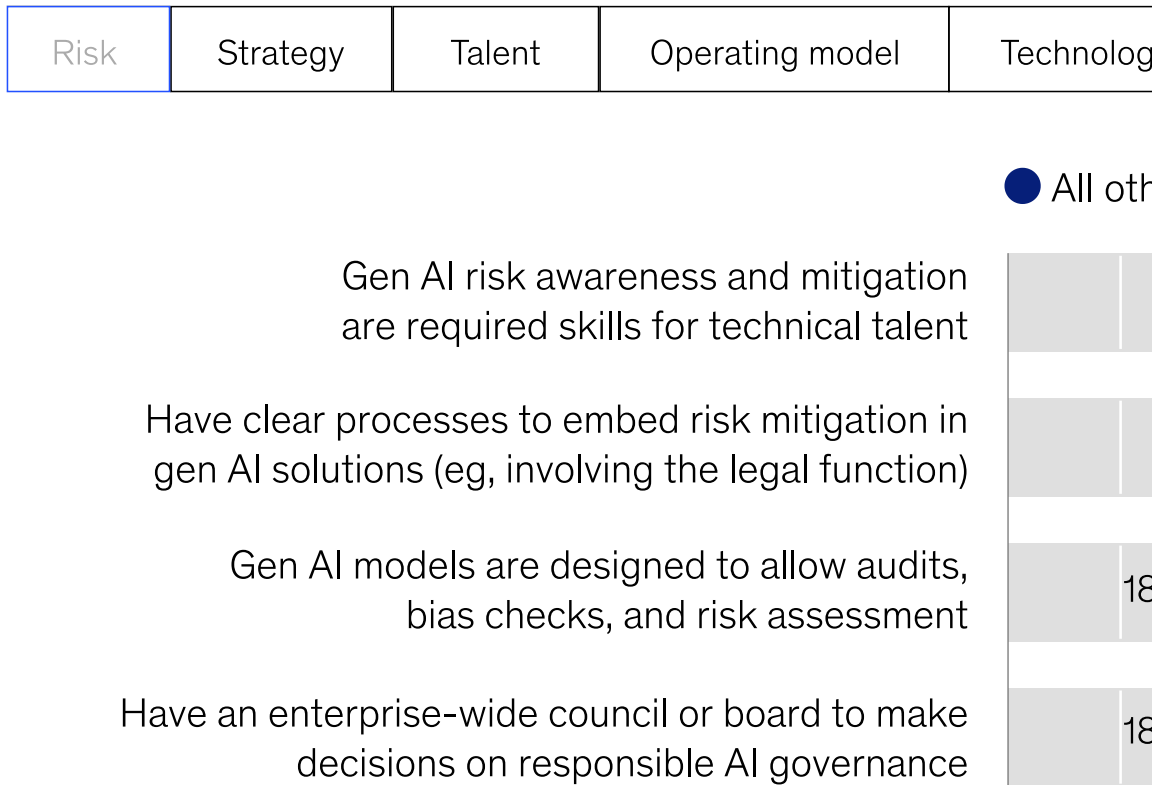 Risk
Strategy
Talent
Operating model
All
Gen AI risk awareness and mitigation
are required skills for technical talent
Have clear processes to embed risk mitigation in
gen AI solutions (eg, involving the legal function)
Gen AI models are designed to allow audits,
bias checks, and risk assessment
18
Have an enterprise-wide council or board to make
decisions on responsible AI governance
18